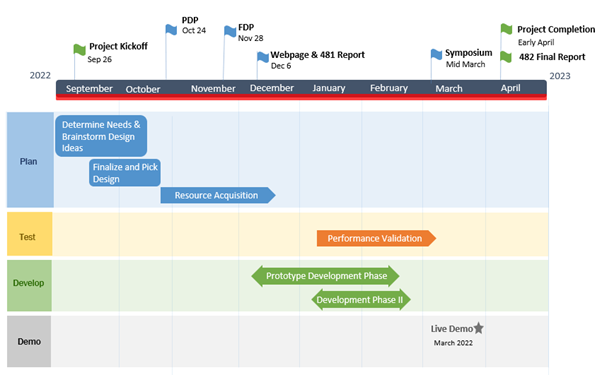 PDP
Oct 24
FDP
Nov 28
Project Kickoff
Sep 26
Webpage & 481 Report
Dec 6
Symposium
Mid March
Project Completion
Early April
482 Final Report
2022
2023
September
October
November
December
January
February
March
April
Plan
Determine Needs &
Brainstorm Design
Ideas
Finalize and Pick
Design
Resource Acquisition
Test
Performance Validation
Develop
Prototype Development Phase
Development Phase II
Demo
Live Demo
March 2022